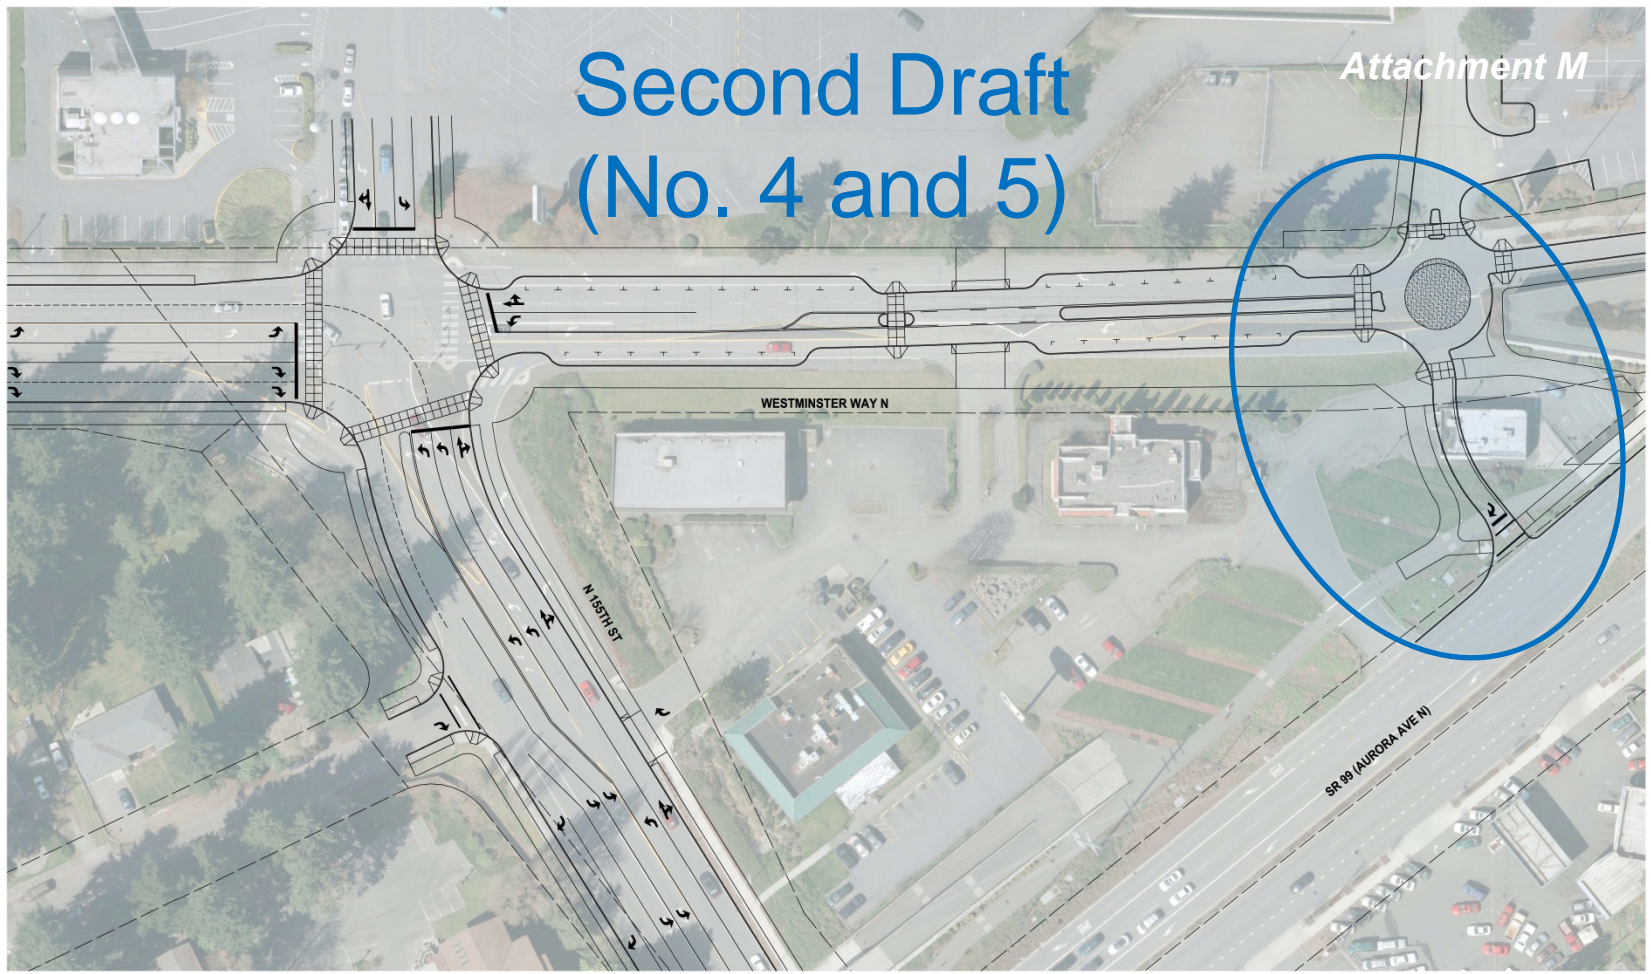 Second Draft
Attachment M
(No. 4 and 5)
WESTMINSTER WAY N
N 155TH ST
SR 99 (AURORA AVE N)